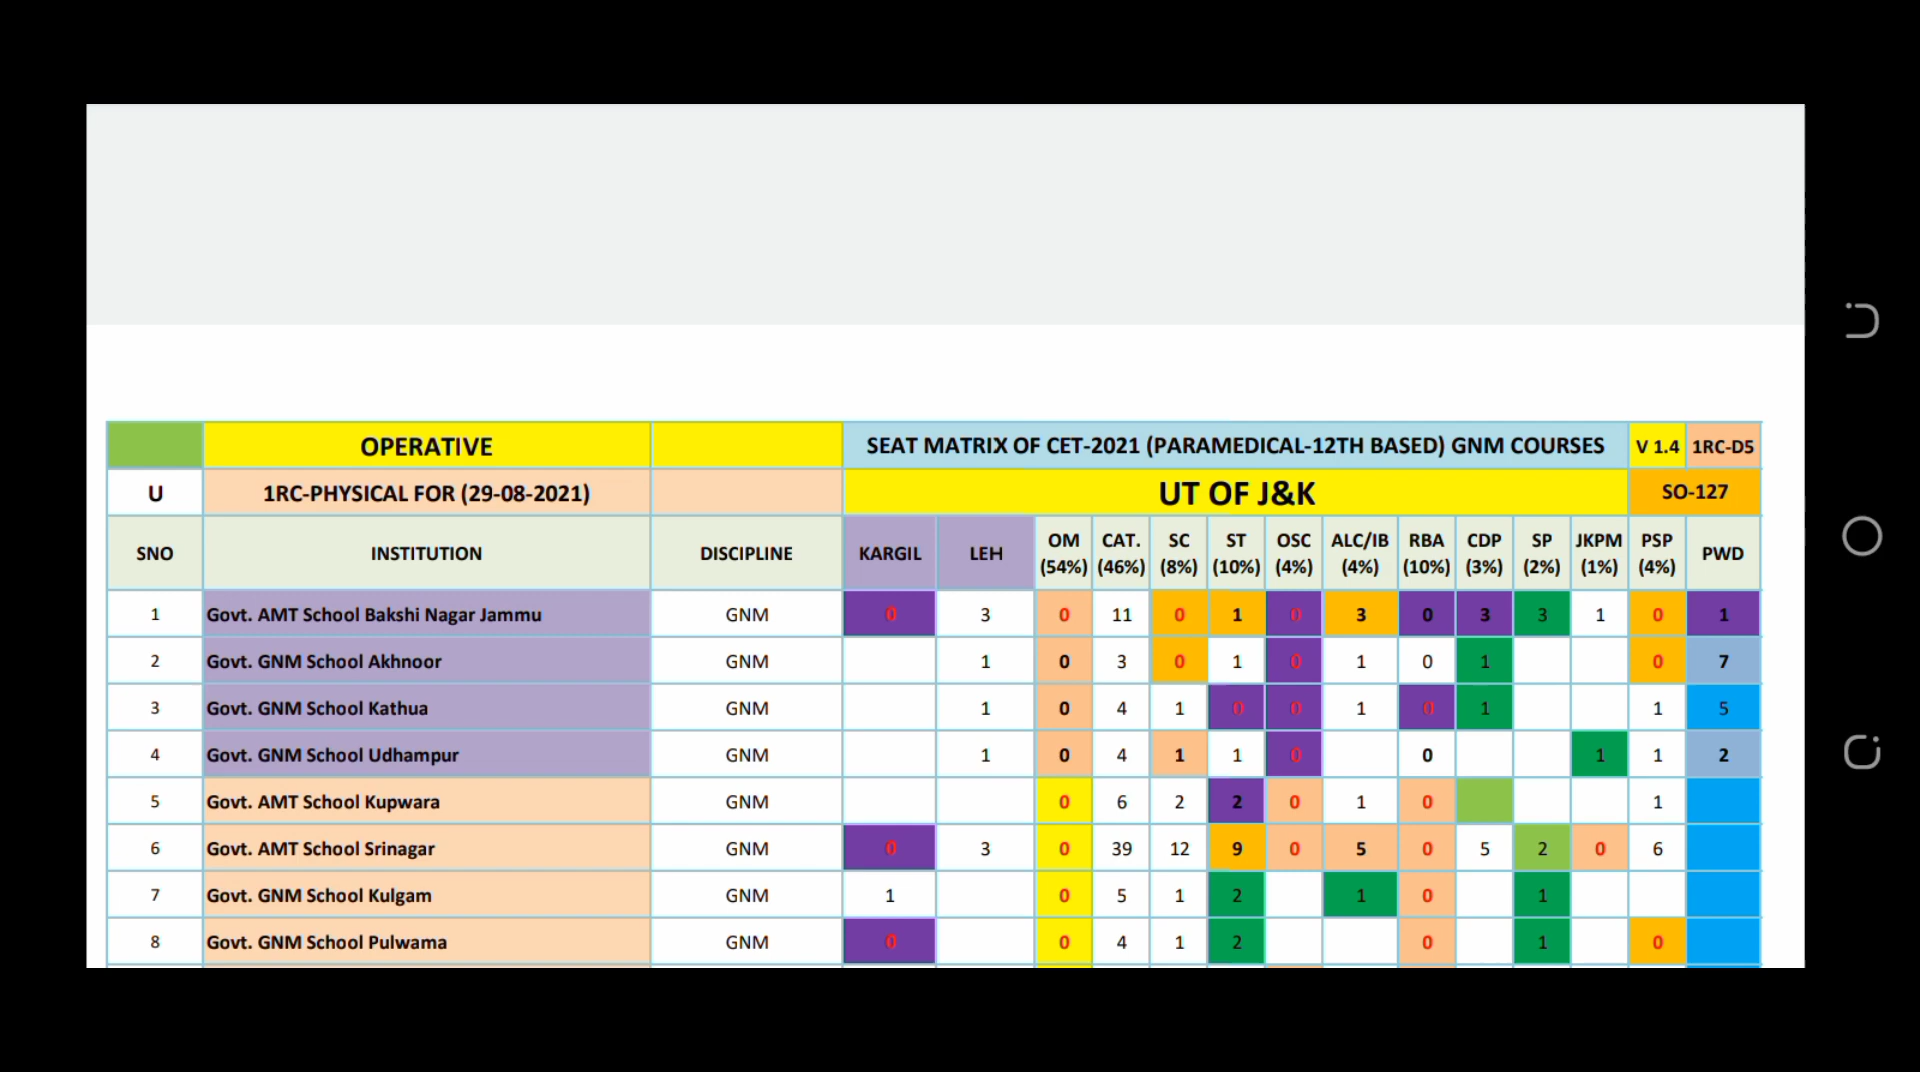 OPERATIVE SEAT MATRIX OF CET-2021 (PARAMEDICAL-12TH BASED) GNM COURSES V 1.4 1RC-D5
U 1RC-PHYSICAL FOR (29-08-2021) UT OF J&K SO-127
SNO INSTITUTION DISCIPLINE KARGIL LEH OM (54%) CAT. (46%) SC (8%) ST (10%) OSC (4%) ALC/IB (4%) RBA (10%) CDP (3%) SP (2%) JKPM (1%) PSP (4%) PWD
1 Govt. AMT School Bakshi Nagar Jammu GNM 0 3 0 11 0 1 0 3 0 3 3 1 0 1
2 Govt. GNM School Akhnoor GNM 1 0 3 0 1 0 1 0 1 0 7
3 Govt. GNM School Kathua GNM 1 0 4 1 0 0 1 0 1 1 5
4 Govt. GNM School Udhampur GNM 1 0 4 1 1 0 0 1 1 2
5 Govt. AMT School Kupwara GNM 0 6 2 2 0 1 0 1
6 Govt. AMT School Srinagar GNM 0 3 0 39 12 9 0 5 0 5 2 0 6
7 Govt. GNM School Kulgam GNM 1 0 5 1 2 1 0 1
8 Govt. GNM School Pulwama GNM 0 0 4 1 2 0 1 0